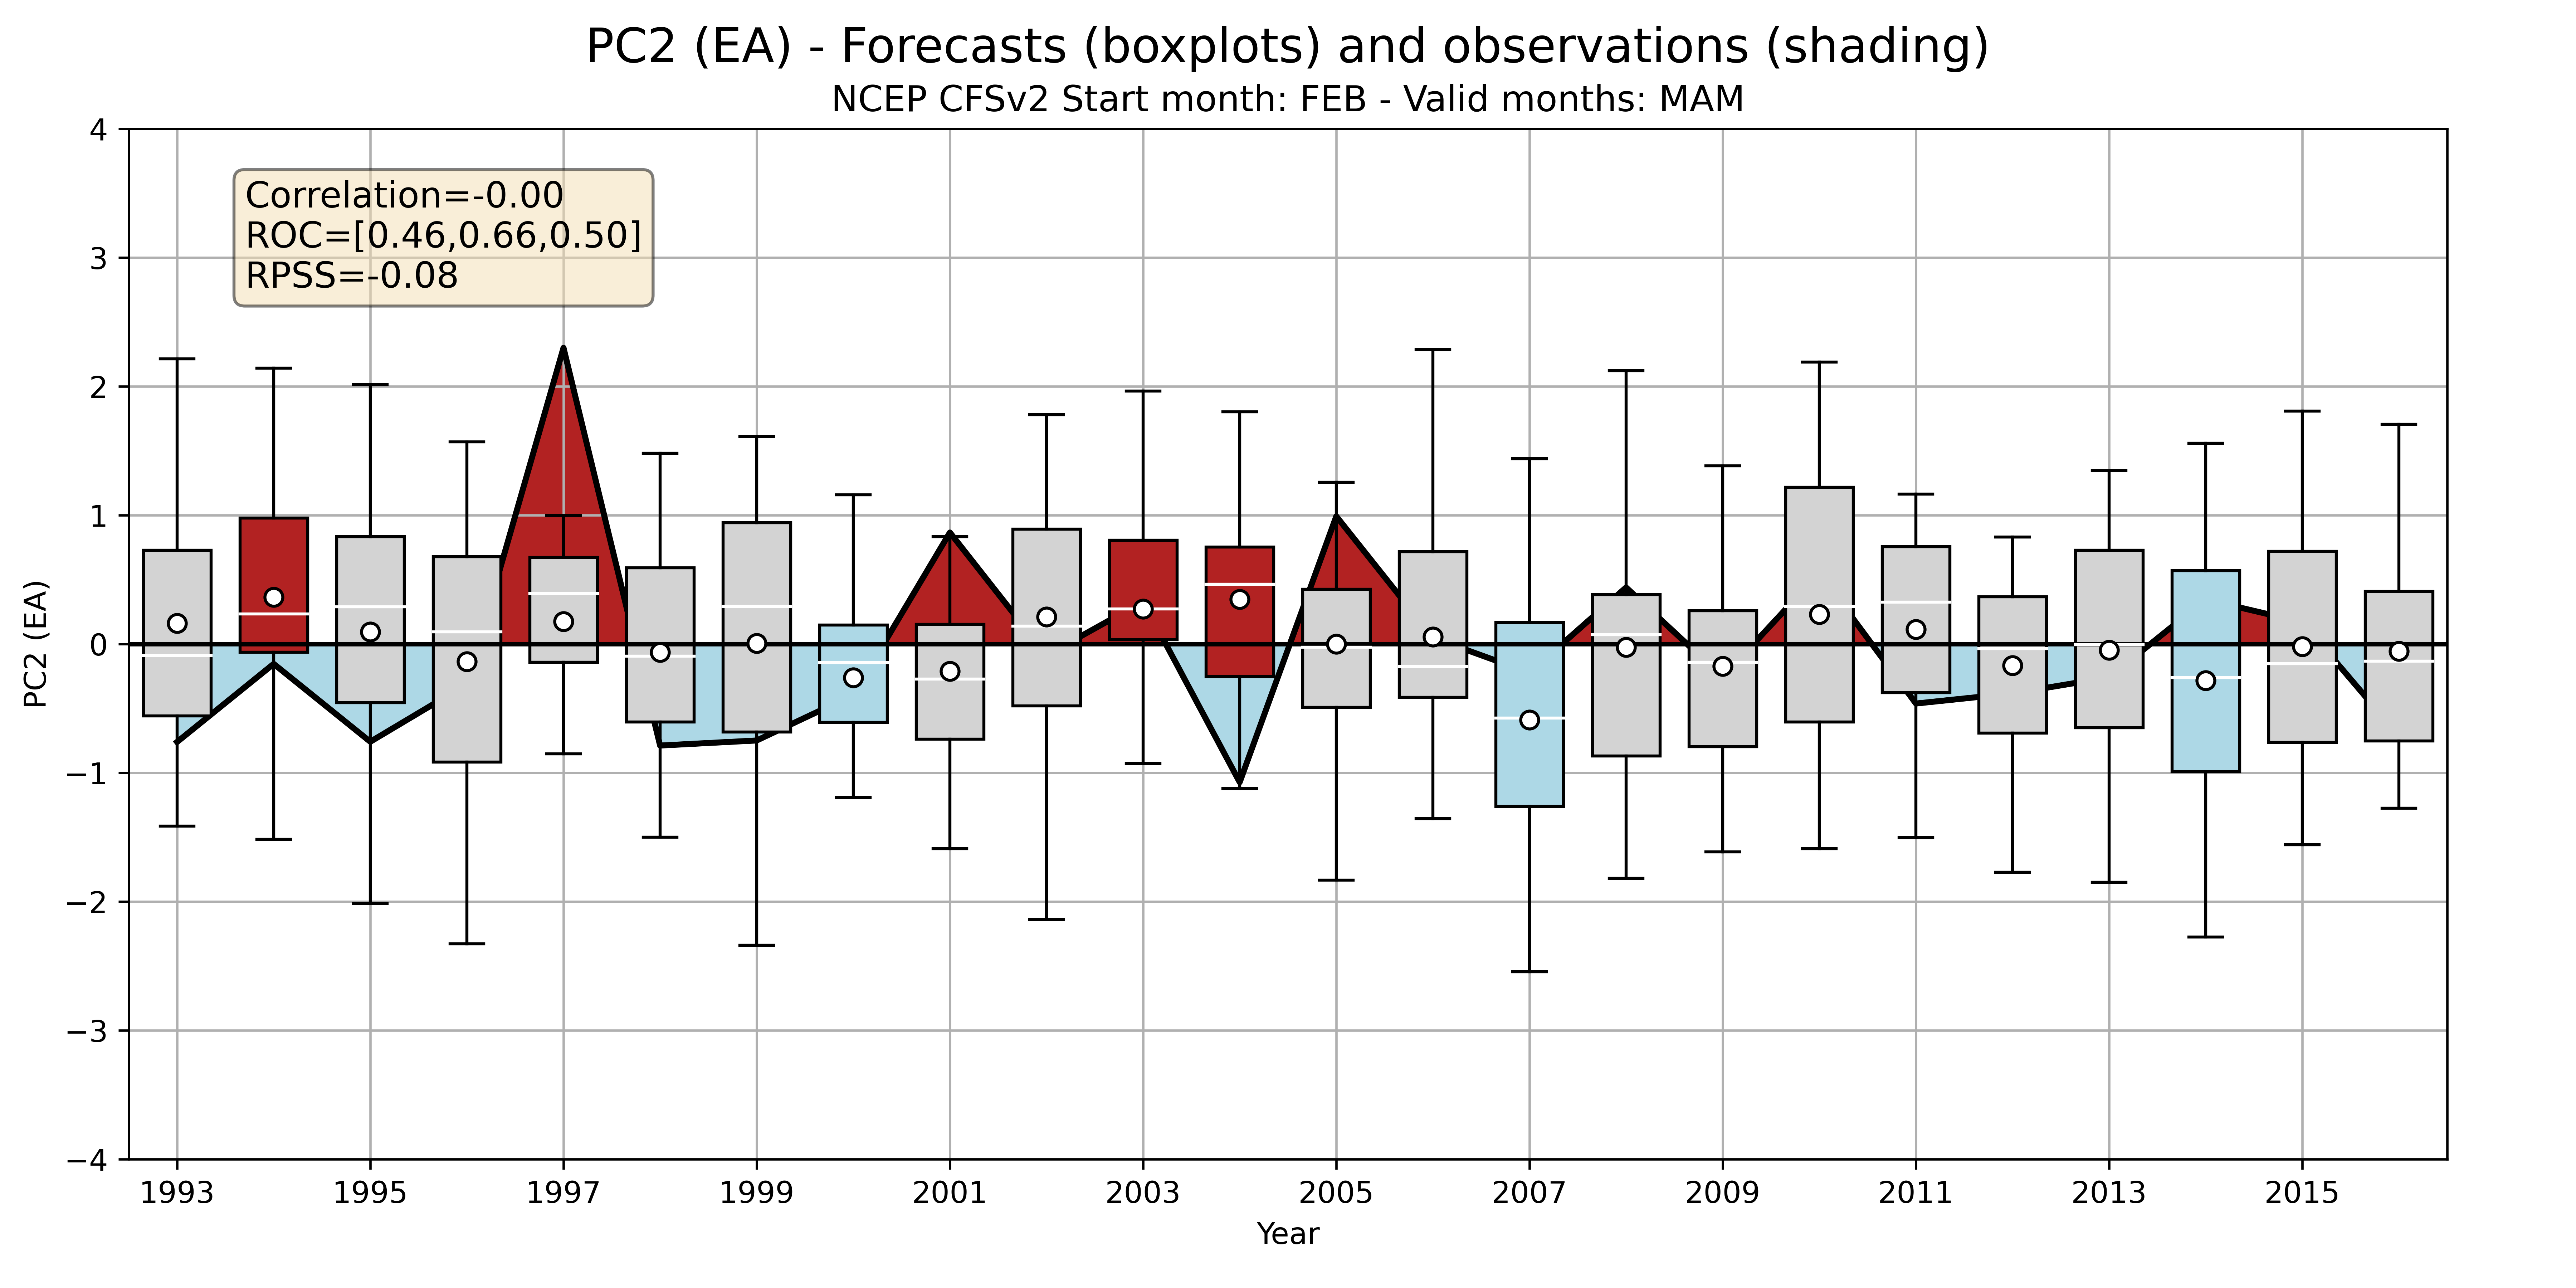 PC2 (EA) - Forecasts (boxplots) and observations (shading)
NCEP CFSv2 Start month: FEB - Valid months: MAM
Correlation=-0.00
ROC=[0.46,0.66,0.50]
RPSS=-0.08
PC2 (EA)
4
3
2
1
0
−1
−2
−3
−4
1993 1995 1997 1999 2001 2003 2005 2007 2009 2011 2013 2015
Year